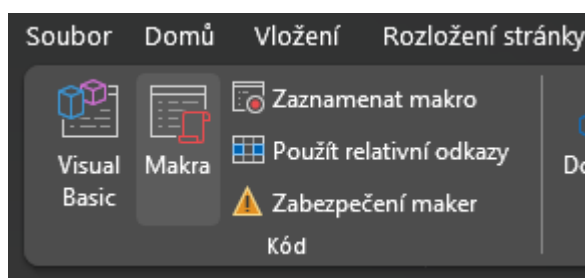 Soubor Domů Vložení Rozložení stránky
Visual
Basic
Makra
Zaznamenat makro
Použít relativní odkazy
Zabezpečení maker
Kód